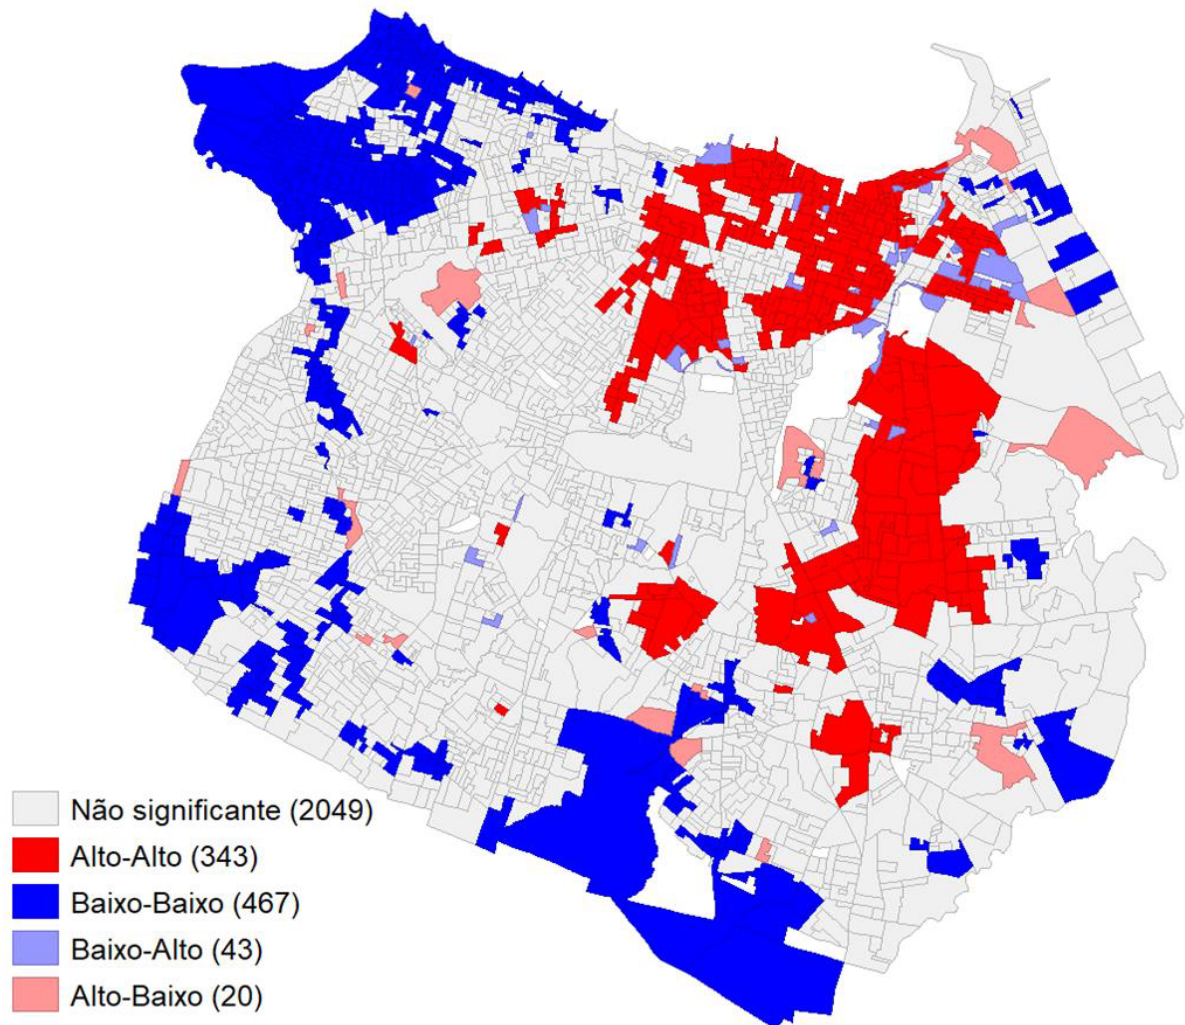 Não significante (2049)
Alto-Alto (343)
Baixo-Baixo (467)
Baixo-Alto (43)
Alto-Baixo (20)